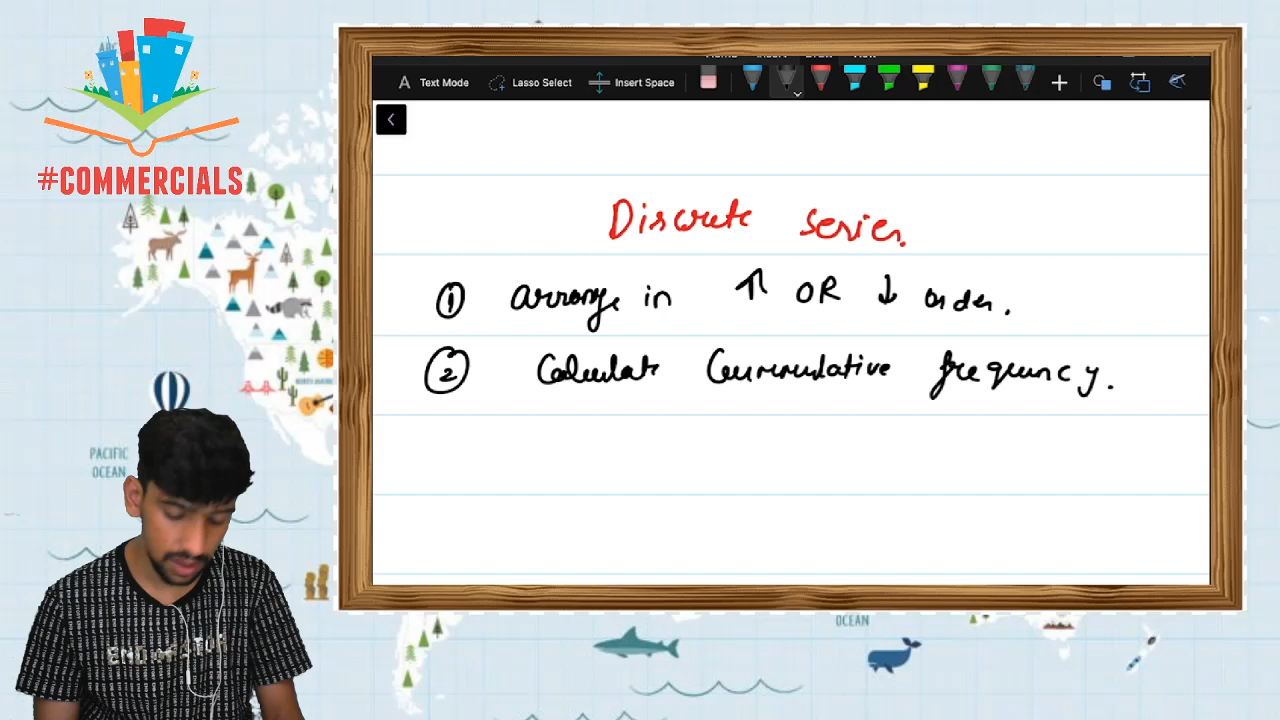 #COMMERCIALS
Text Mode
Lasso Select
Insert Space
Discrete series.
① Arrange in ↑ OR ↓ order.
② Calculate Cummulative frequency.
PACIFIC
OCEAN
OCEAN